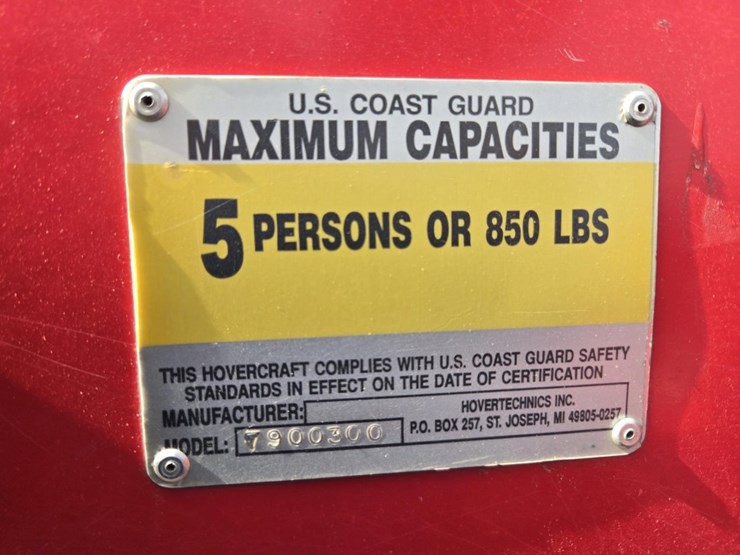 U.S. COAST GUARD
MAXIMUM CAPACITIES
5 PERSONS OR 850 LBS
THIS HOVERCRAFT COMPLIES WITH U.S. COAST GUARD SAFETY
STANDARDS IN EFFECT ON THE DATE OF CERTIFICATION
MANUFACTURER:
HOVERTECHNICS INC.
P.O. BOX 257, ST. JOSEPH, MI 49805-0257
MODEL: 7900300